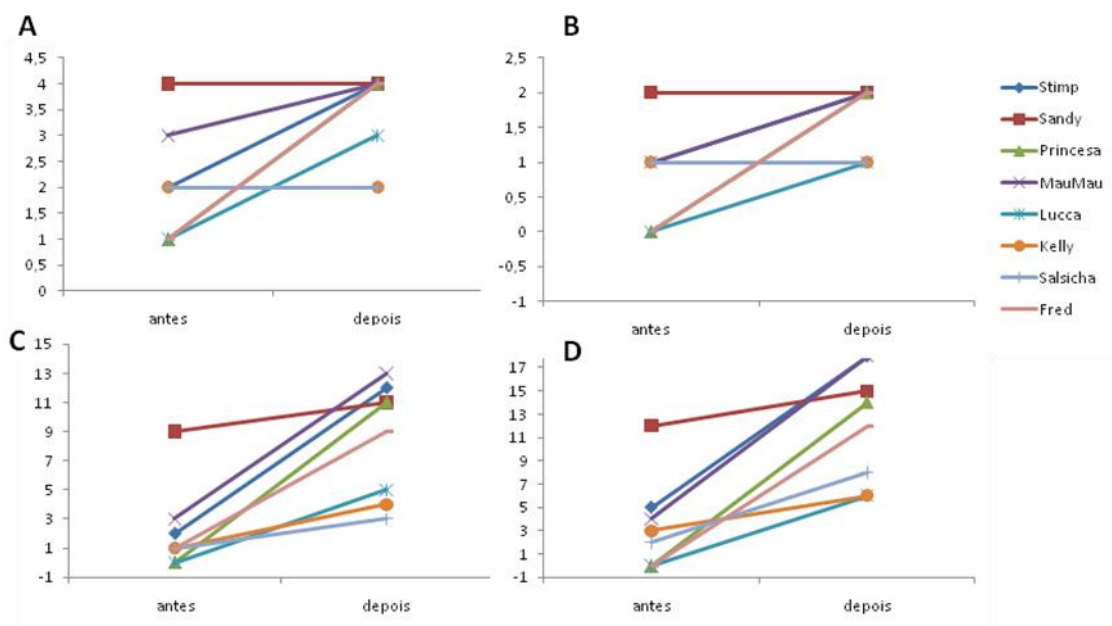 A
4,5
4
3,5
3
2,5
2
1,5
1
0,5
0
antes depois
B
2,5
2
1,5
1
0,5
0
-0,5
-1
antes depois
Stimp
Sandy
Princesa
MauMau
Lucca
Kelly
Salsicha
Fred
C
15
13
11
9
7
5
3
1
-1
antes depois
D
17
15
13
11
9
7
5
3
1
-1
antes depois